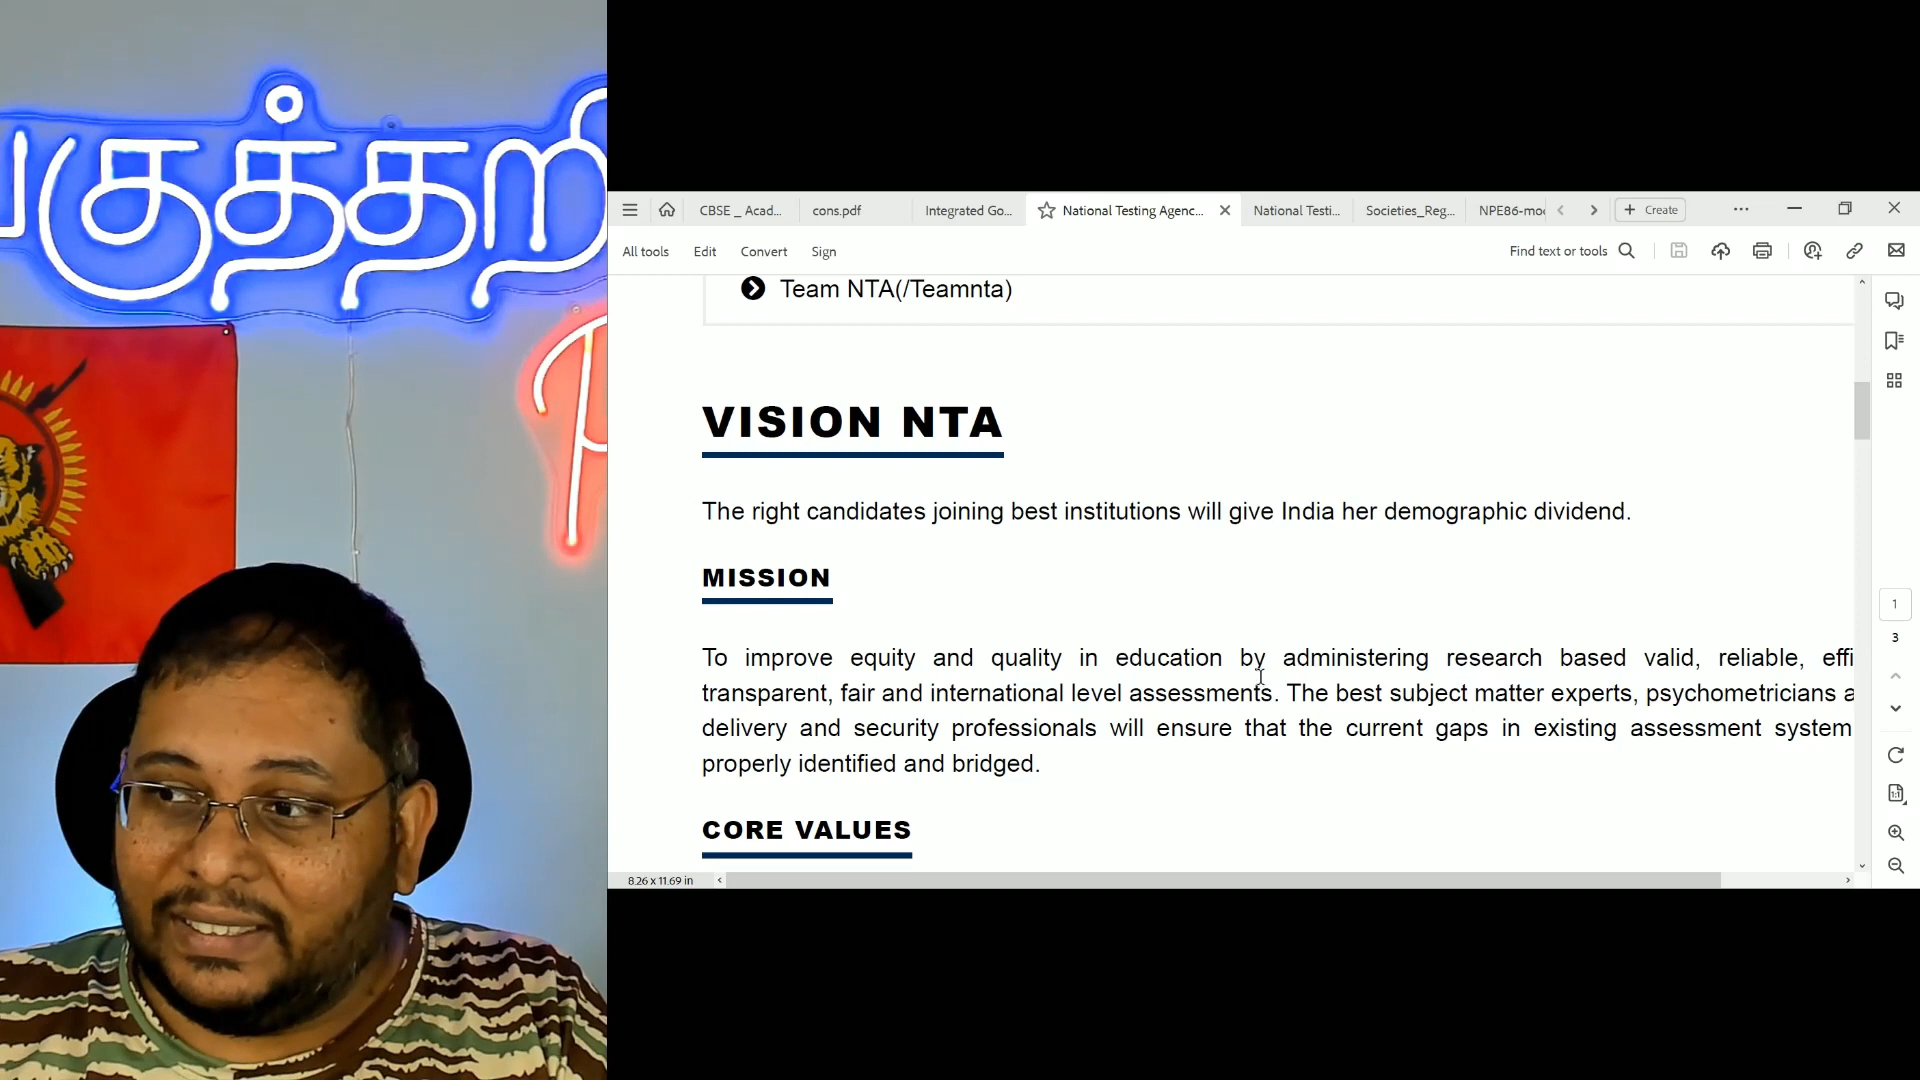 குத்தறி
CBSE _ Acad...
cons.pdf
Integrated Go...
National Testing Agenc...
National Testi...
Societies_Reg...
NPE86-mo
Create
All tools
Edit
Convert
Sign
Find text or tools
Team NTA(/Teamnta)
VISION NTA
The right candidates joining best institutions will give India her demographic dividend.
MISSION
To improve equity and quality in education by administering research based valid, reliable, effi
transparent, fair and international level assessments. The best subject matter experts, psychometricians a
delivery and security professionals will ensure that the current gaps in existing assessment system
properly identified and bridged.
CORE VALUES
1
3
8.26 x 11.69 in